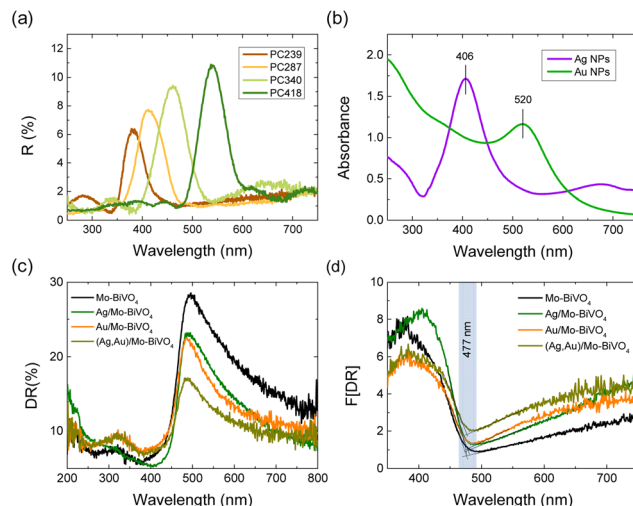 (a)
R (%)
12
10
8
6
4
2
0
PC239
PC287
PC340
PC418
300 400 500 600 700
Wavelength (nm)
(b)
Absorbance
2.0
1.5
1.0
0.5
0.0
406
520
Ag NPs
Au NPs
300 400 500 600 700
Wavelength (nm)
(c)
DR(%)
30
20
10
Mo-BiVO₄
Ag/Mo-BiVO₄
Au/Mo-BiVO₄
(Ag,Au)/Mo-BiVO₄
200 300 400 500 600 700 800
Wavelength (nm)
(d)
F[DR]
10
8
6
4
2
0
477 nm
Mo-BiVO₄
Ag/Mo-BiVO₄
Au/Mo-BiVO₄
(Ag,Au)/Mo-BiVO₄
400 500 600 700
Wavelength (nm)